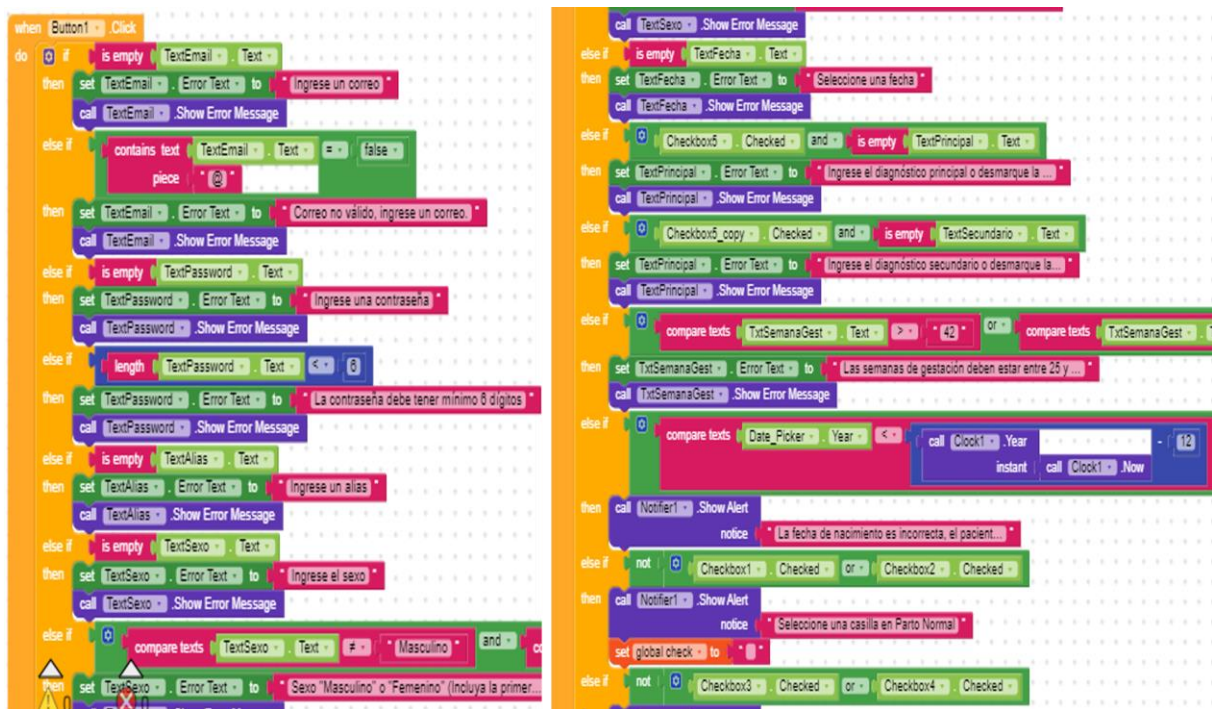 when Button1 .Click
do if is empty TextEmail . Text
then set TextEmail . Error Text to " Ingrese un correo "
call TextEmail .Show Error Message
else if contains text TextEmail . Text = false
piece " @ "
then set TextEmail . Error Text to " Correo no válido, ingrese un correo. "
call TextEmail .Show Error Message
else if is empty TextPassword . Text
then set TextPassword . Error Text to " Ingrese una contraseña "
call TextPassword .Show Error Message
else if length TextPassword . Text < 6
then set TextPassword . Error Text to " La contraseña debe tener mínimo 6 dígitos "
call TextPassword .Show Error Message
else if is empty TextAlias . Text
then set TextAlias . Error Text to " Ingrese un alias "
call TextAlias .Show Error Message
else if is empty TextSexo . Text
then set TextSexo . Error Text to " Ingrese el sexo "
call TextSexo .Show Error Message
else if compare texts TextSexo . Text ≠ " Masculino " and co
then set TextSexo . Error Text to " Sexo "Masculino" o "Femenino" (Incluya la primer...
0 0
call TextSexo .Show Error Message
else if is empty TextFecha . Text
then set TextFecha . Error Text to " Seleccione una fecha "
call TextFecha .Show Error Message
else if Checkbox5 . Checked and is empty TextPrincipal . Text
then set TextPrincipal . Error Text to " Ingrese el diagnóstico principal o desmarque la ... "
call TextPrincipal .Show Error Message
else if Checkbox5_copy . Checked and is empty TextSecundario . Text
then set TextPrincipal . Error Text to " Ingrese el diagnóstico secundario o desmarque la... "
call TextPrincipal .Show Error Message
else if compare texts TxtSemanaGest . Text > " 42 " or compare texts TxtSemanaGest .
then set TxtSemanaGest . Error Text to " Las semanas de gestación deben estar entre 25 y ... "
call TxtSemanaGest .Show Error Message
else if compare texts Date_Picker . Year < call Clock1 .Year - 12
instant call Clock1 .Now
then call Notifier1 .Show Alert
notice " La fecha de nacimiento es incorrecta, el pacient... "
else if not Checkbox1 . Checked or Checkbox2 . Checked
then call Notifier1 .Show Alert
notice " Seleccione una casilla en Parto Normal "
set global check to " "
else if not Checkbox3 . Checked or Checkbox4 . Checked